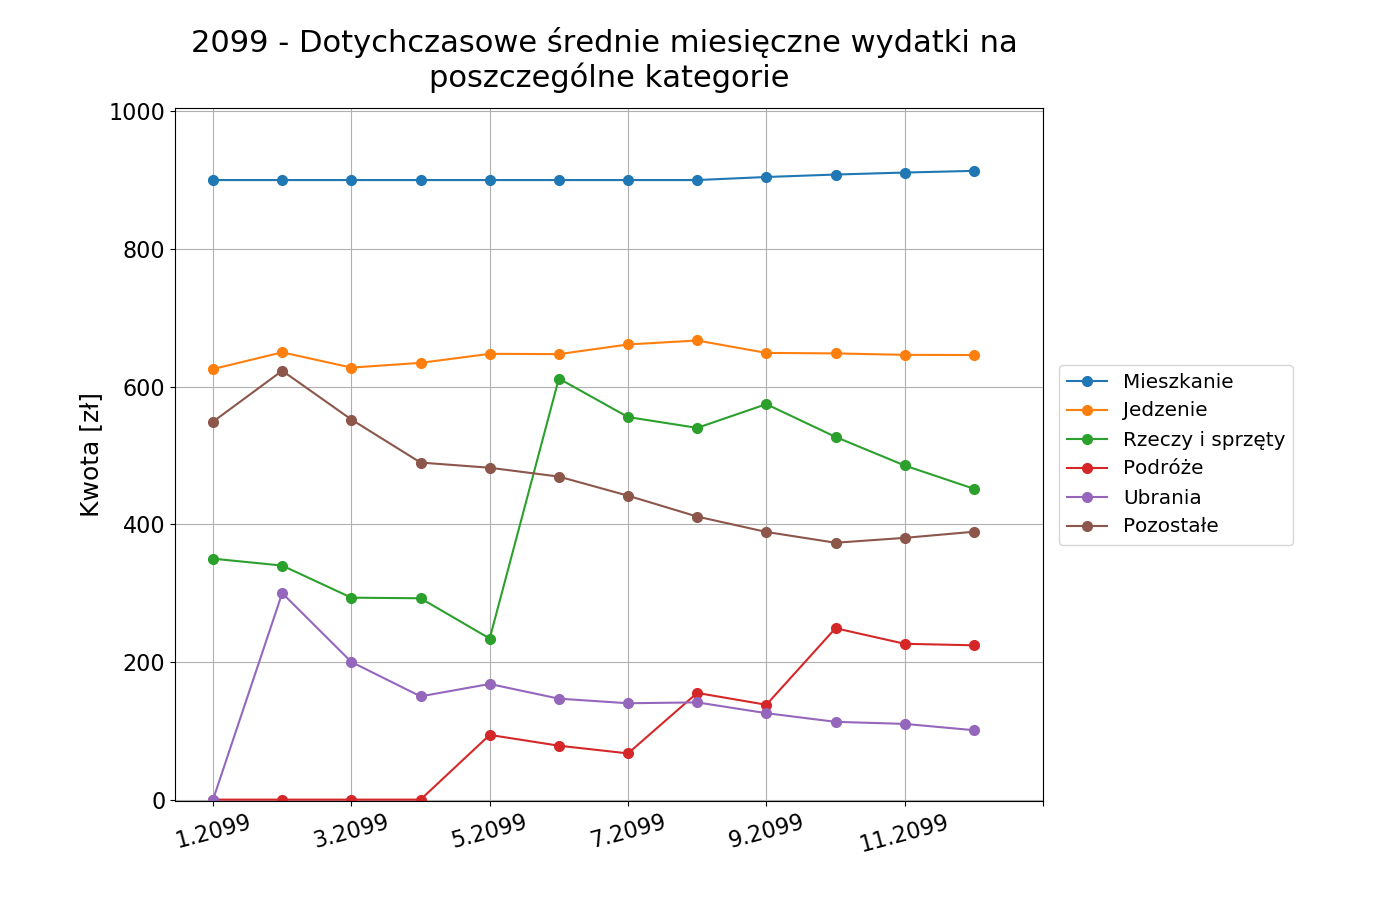 2099 - Dotychczasowe średnie miesięczne wydatki na
poszczególne kategorie
Kwota [zł]
1000
800
600
400
200
0
1.2099
3.2099
5.2099
7.2099
9.2099
11.2099
Mieszkanie
Jedzenie
Rzeczy i sprzęty
Podróże
Ubrania
Pozostałe